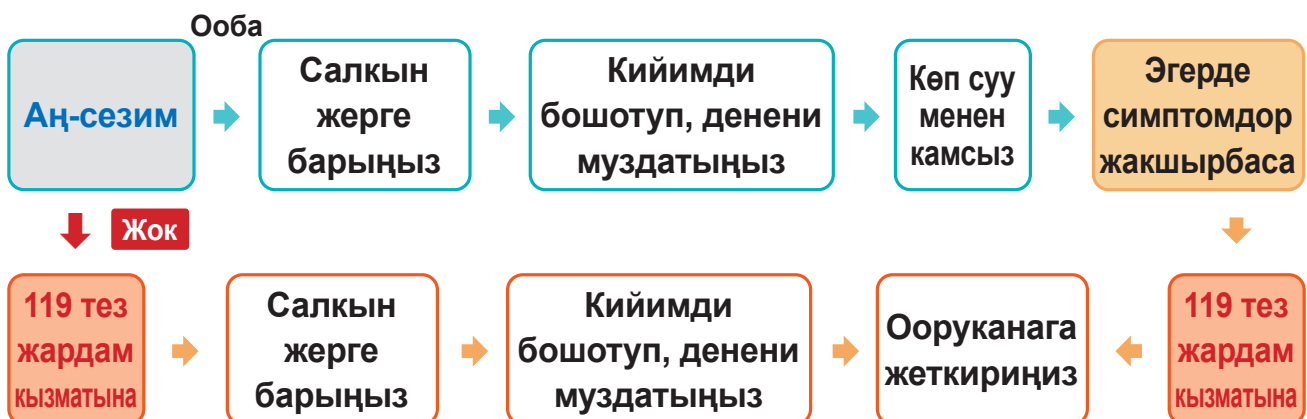 Ооба
Аң-сезим
Салкын
жерге
барыңыз
Кийимди
бошотуп, денени
муздатыңыз
Көп суу
менен
камсыз
Эгерде
симптомдор
жакшырбаса
Жок
119 тез
жардам
кызматына
Салкын
жерге
барыңыз
Кийимди
бошотуп, денени
муздатыңыз
Ооруканага
жеткириңиз
119 тез
жардам
кызматына